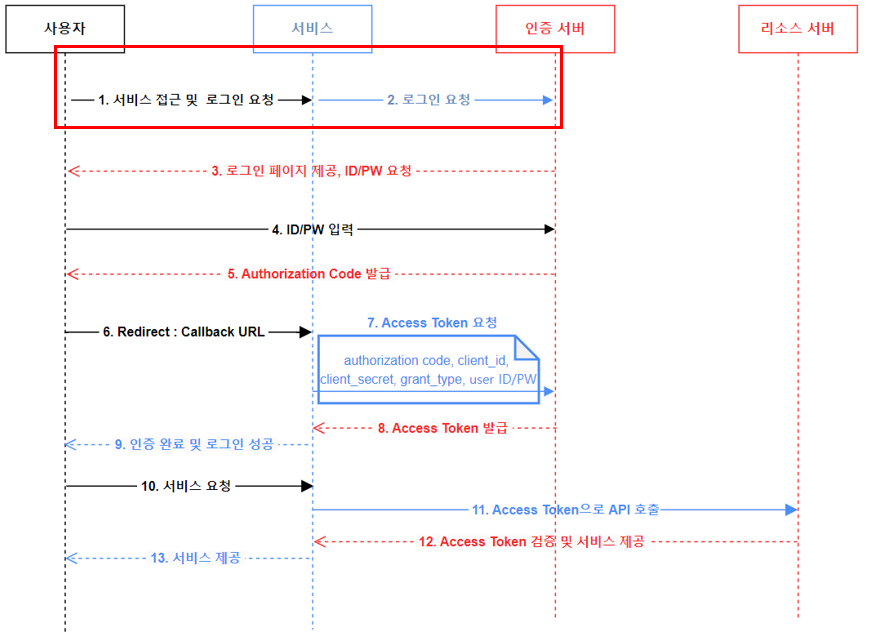 사용자
서비스
인증 서버
리소스 서버
1. 서비스 접근 및 로그인 요청
2. 로그인 요청
3. 로그인 페이지 제공, ID/PW 요청
4. ID/PW 입력
5. Authorization Code 발급
6. Redirect : Callback URL
7. Access Token 요청
authorization code, client_id,
client_secret, grant_type, user ID/PW
8. Access Token 발급
9. 인증 완료 및 로그인 성공
10. 서비스 요청
11. Access Token으로 API 호출
12. Access Token 검증 및 서비스 제공
13. 서비스 제공